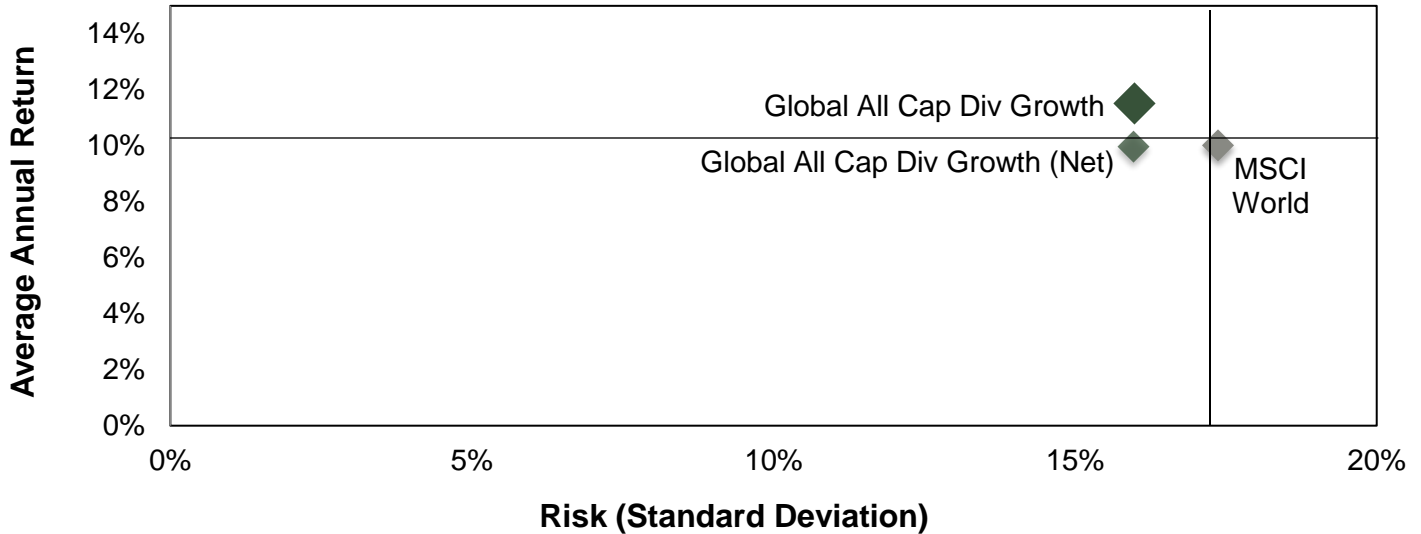 Average Annual Return
14%
12%
10%
8%
6%
4%
2%
0%
Global All Cap Div Growth
Global All Cap Div Growth (Net)
MSCI
World
0% 5% 10% 15% 20%
Risk (Standard Deviation)